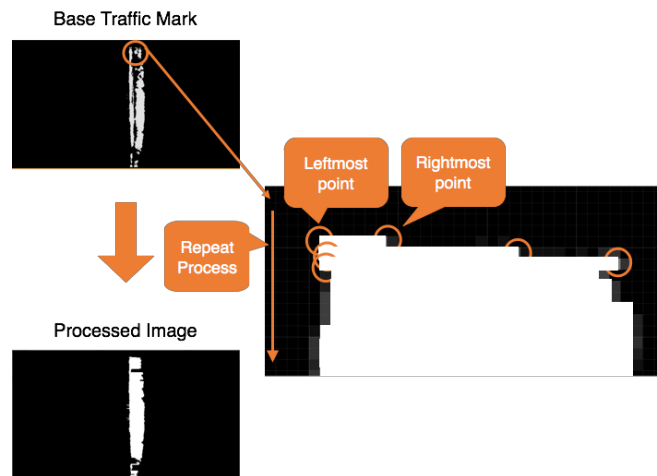 Base Traffic Mark
Leftmost
point
Rightmost
point
Repeat
Process
Processed Image